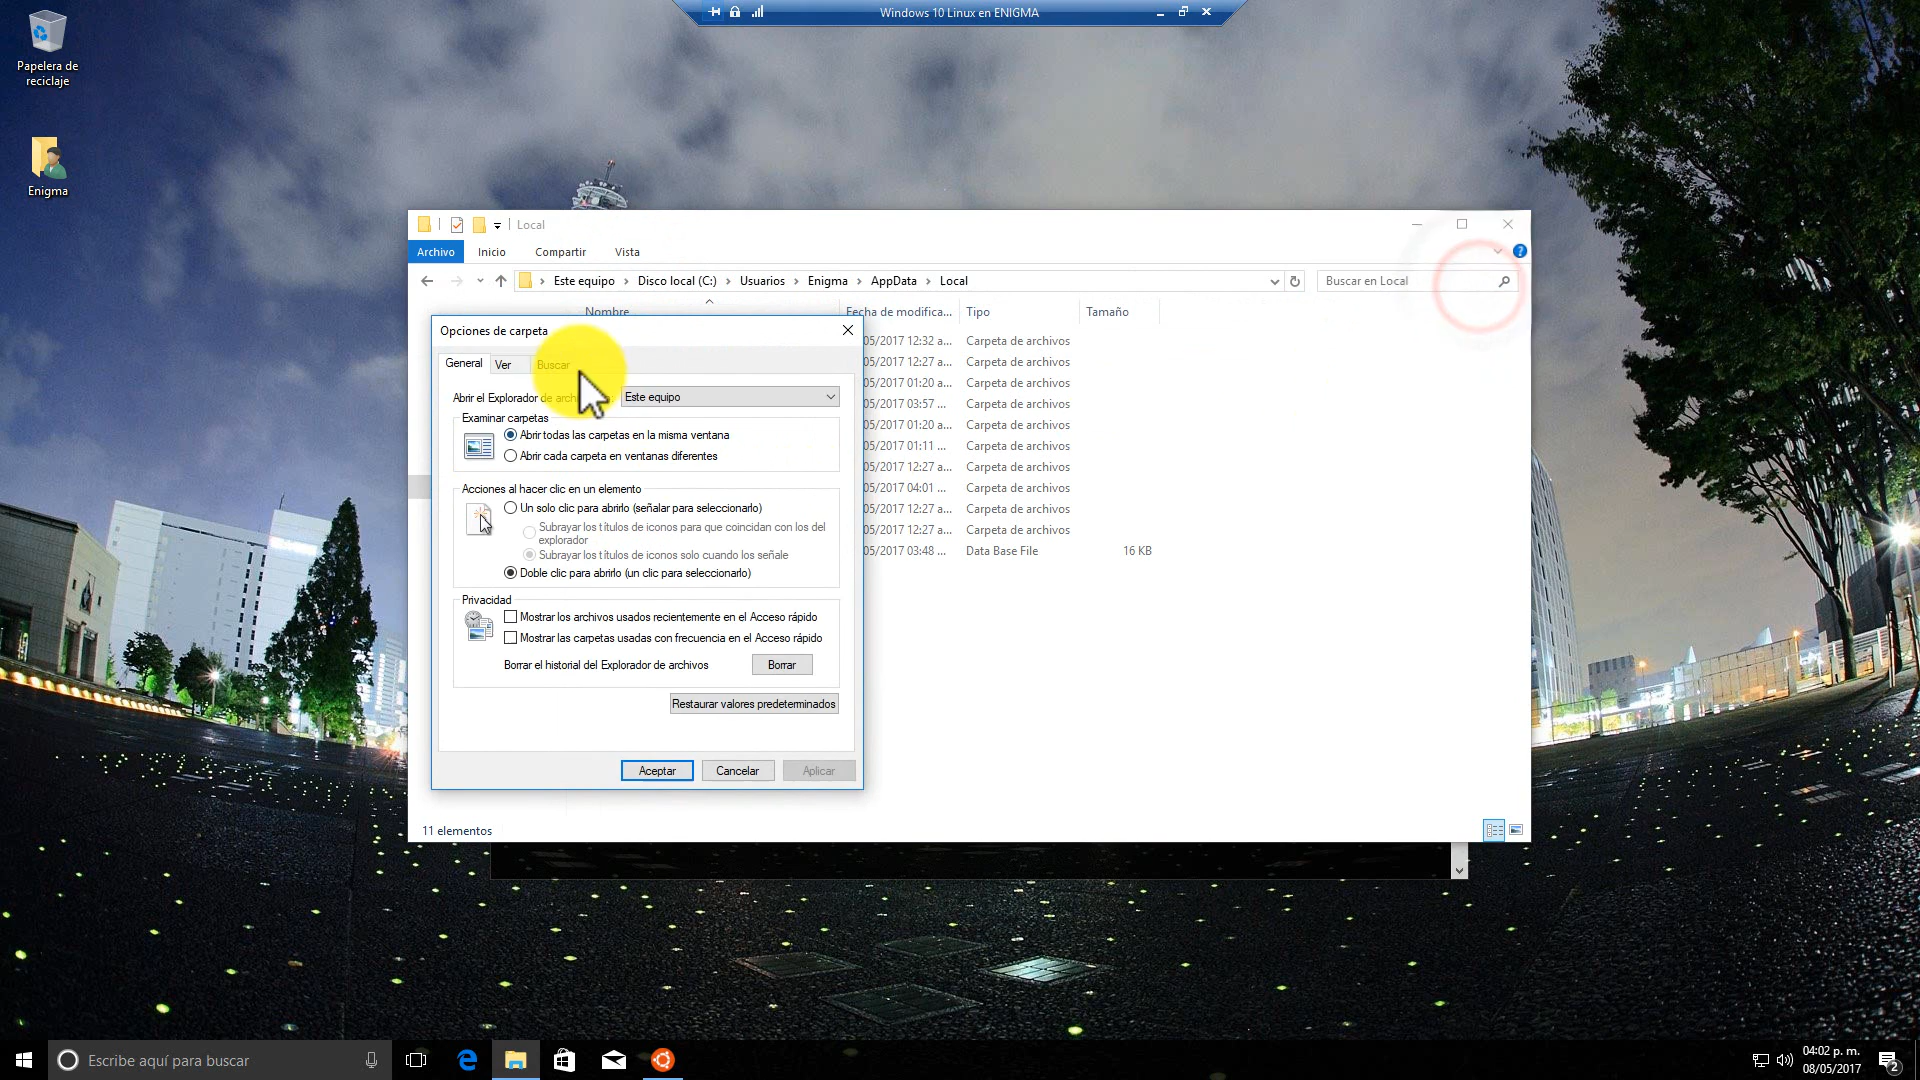 Windows 10 Linux en ENIGMA
Papelera de
reciclaje
Enigma
Local
Archivo Inicio Compartir Vista
Este equipo Disco local (C:) Usuarios Enigma AppData Local
Buscar en Local
Nombre Fecha de modifica... Tipo Tamaño
05/2017 12:32 a... Carpeta de archivos
05/2017 12:27 a... Carpeta de archivos
05/2017 01:20 a... Carpeta de archivos
05/2017 03:57 ... Carpeta de archivos
05/2017 01:20 a... Carpeta de archivos
05/2017 01:11 ... Carpeta de archivos
05/2017 12:27 a... Carpeta de archivos
05/2017 04:01 ... Carpeta de archivos
05/2017 12:27 a... Carpeta de archivos
05/2017 12:27 a... Carpeta de archivos
05/2017 03:48 ... Data Base File 16 KB
Opciones de carpeta
General Ver Buscar
Abrir el Explorador de archi Este equipo
Examinar carpetas
Abrir todas las carpetas en la misma ventana
Abrir cada carpeta en ventanas diferentes
Acciones al hacer clic en un elemento
Un solo clic para abrirlo (señalar para seleccionarlo)
Subrayar los títulos de iconos para que coincidan con los del
explorador
Subrayar los títulos de iconos solo cuando los señale
Doble clic para abrirlo (un clic para seleccionarlo)
Privacidad
Mostrar los archivos usados recientemente en el Acceso rápido
Mostrar las carpetas usadas con frecuencia en el Acceso rápido
Borrar el historial del Explorador de archivos Borrar
Restaurar valores predeterminados
Aceptar Cancelar Aplicar
11 elementos
Escribe aquí para buscar
04:02 p. m.
08/05/2017
2